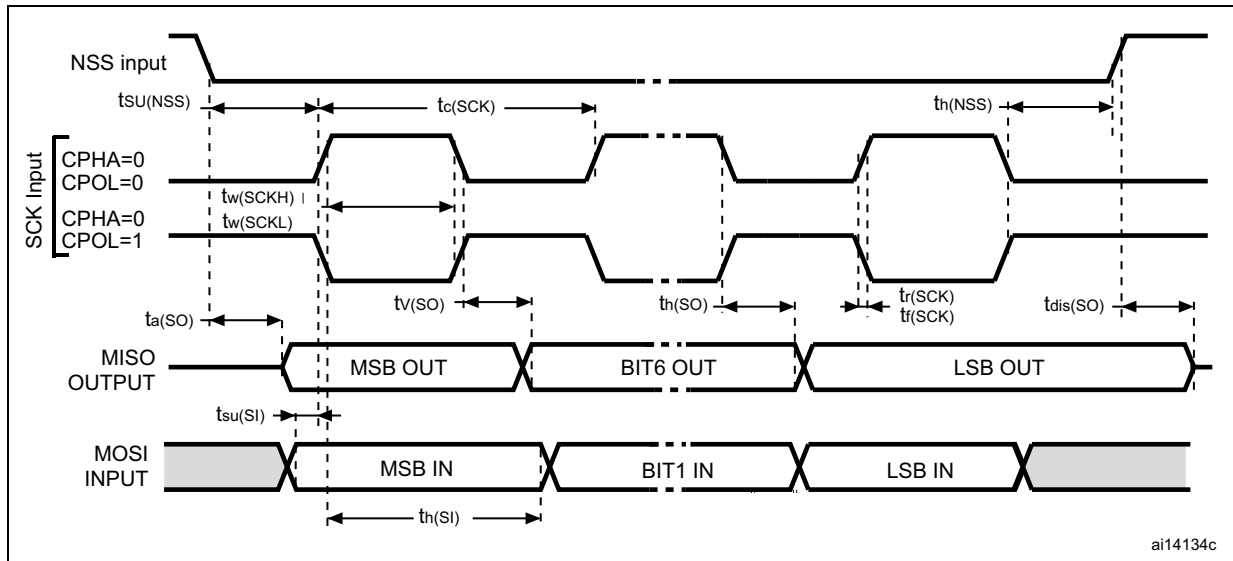 NSS input
tSU(NSS)
tc(SCK)
th(NSS)
SCK Input
CPHA=0
CPOL=0
tw(SCKH)
CPHA=0
tw(SCKL)
CPOL=1
tV(SO)
th(SO)
tr(SCK)
tf(SCK)
ta(SO)
tdis(SO)
MISO
OUTPUT
MSB OUT
BIT6 OUT
LSB OUT
tsu(SI)
MOSI
INPUT
MSB IN
BIT1 IN
LSB IN
th(SI)
ai14134c